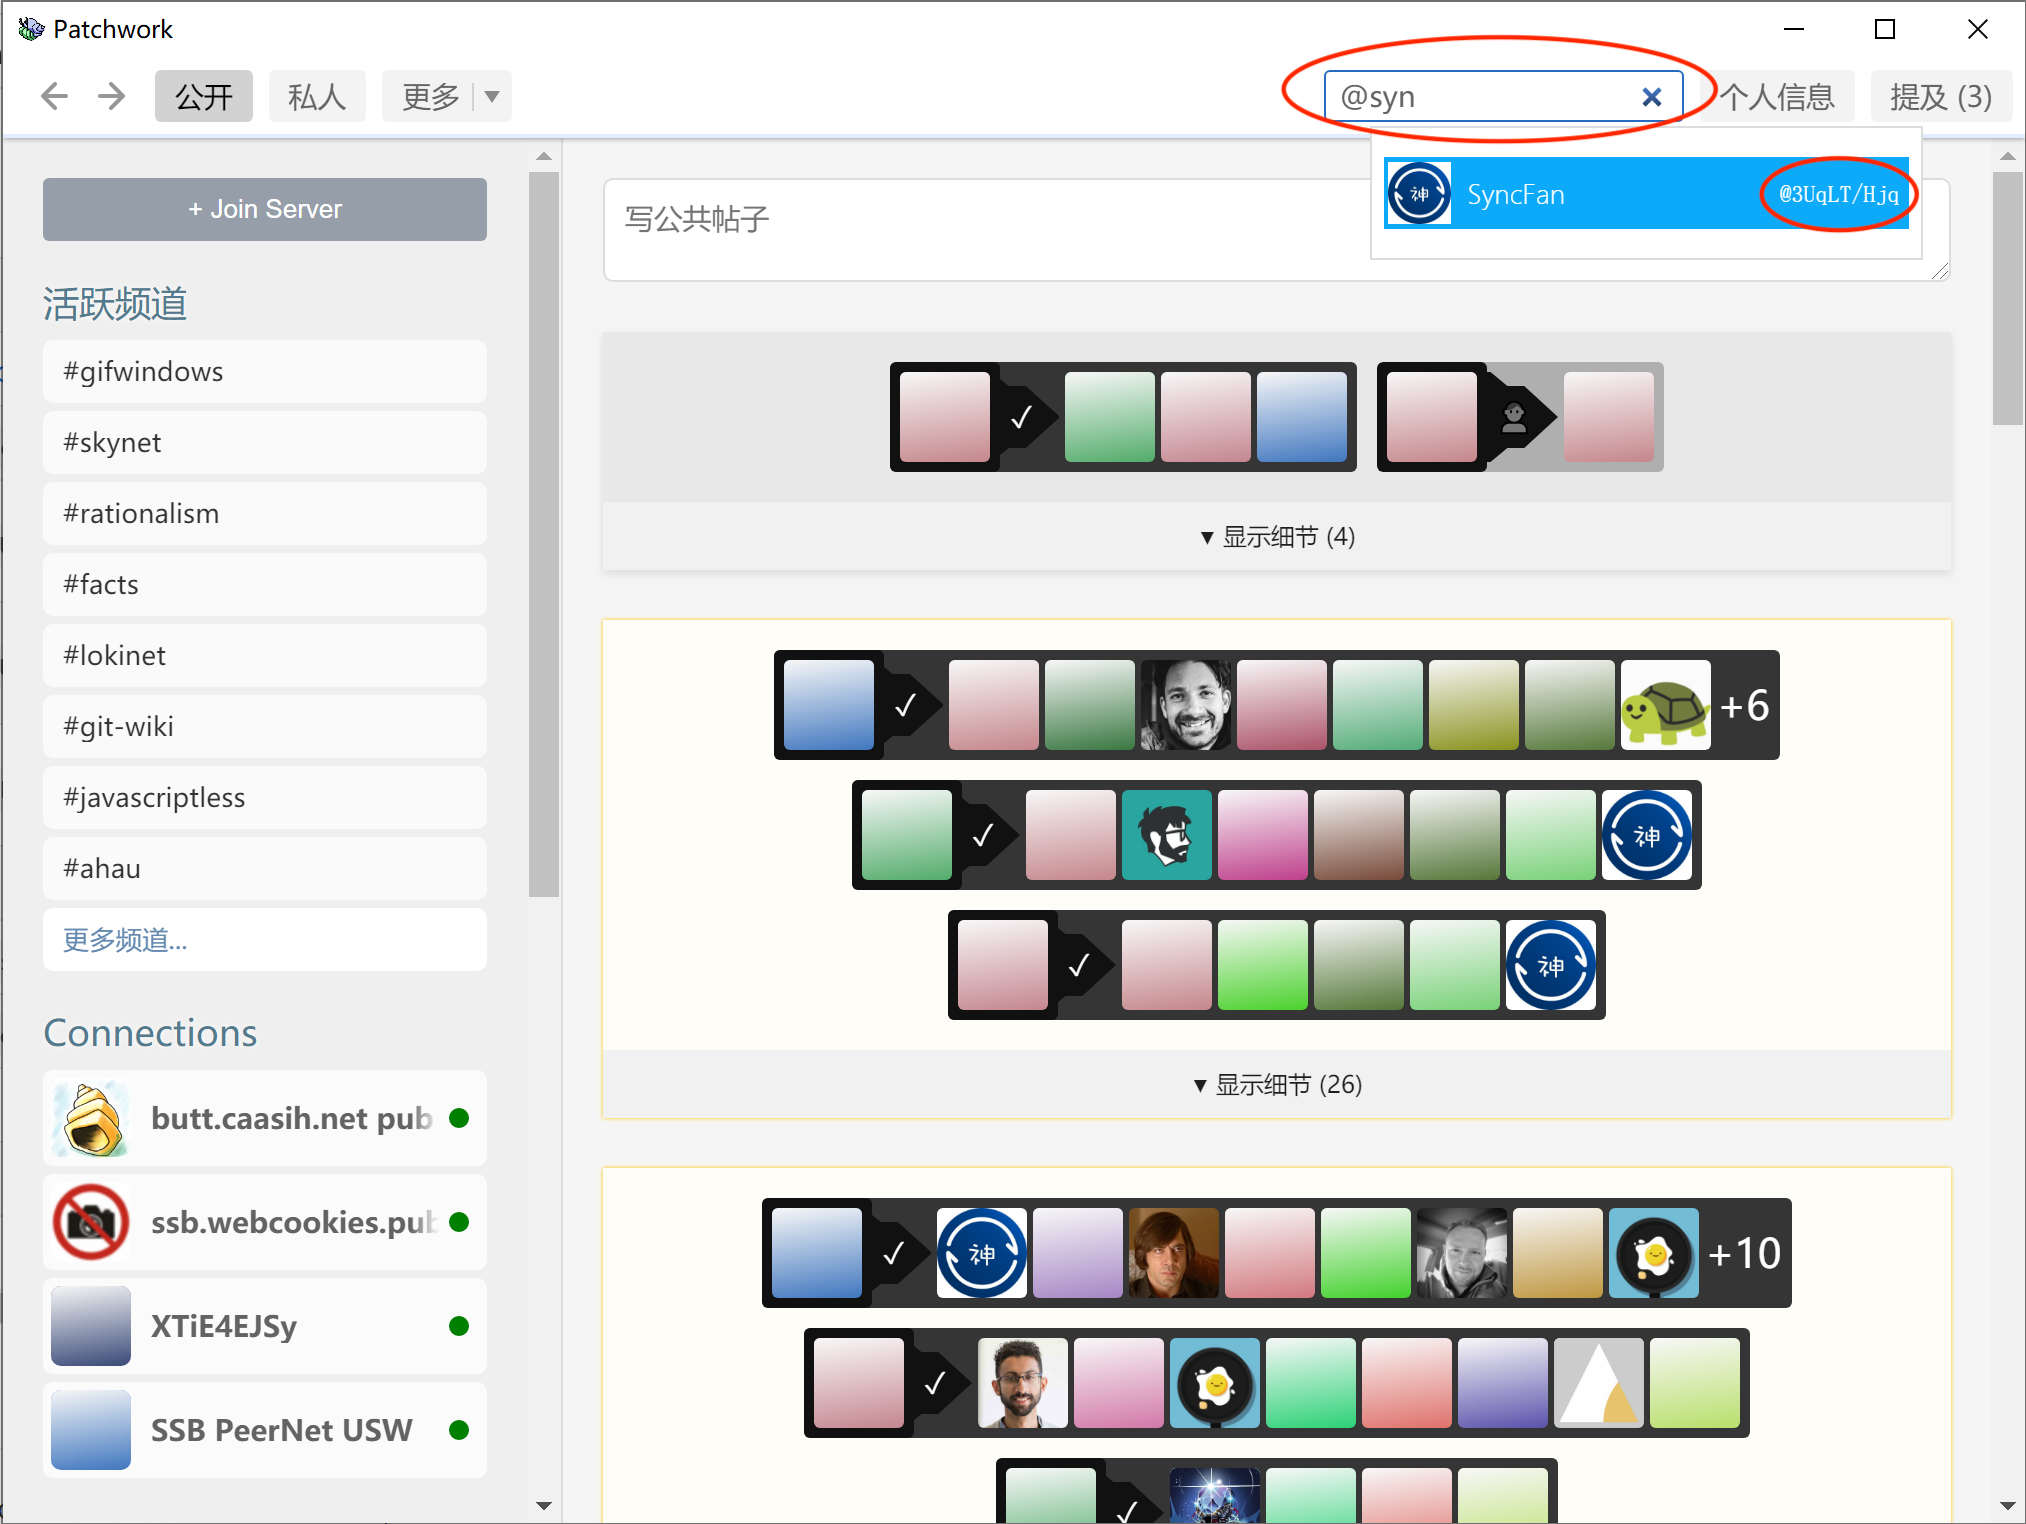 Patchwork
公开
私人
更多
@syn
个人信息
提及 (3)
神
SyncFan
@3UqLT/Hjq
+ Join Server
写公共帖子
活跃频道
#gifwindows
#skynet
#rationalism
#facts
#lokinet
#git-wiki
#javascriptless
#ahau
更多频道...
Connections
butt.caasih.net pub
ssb.webcookies.pub
XTiE4EJSy
SSB PeerNet USW
▼ 显示细节 (4)
+6
神
神
▼ 显示细节 (26)
神
+10